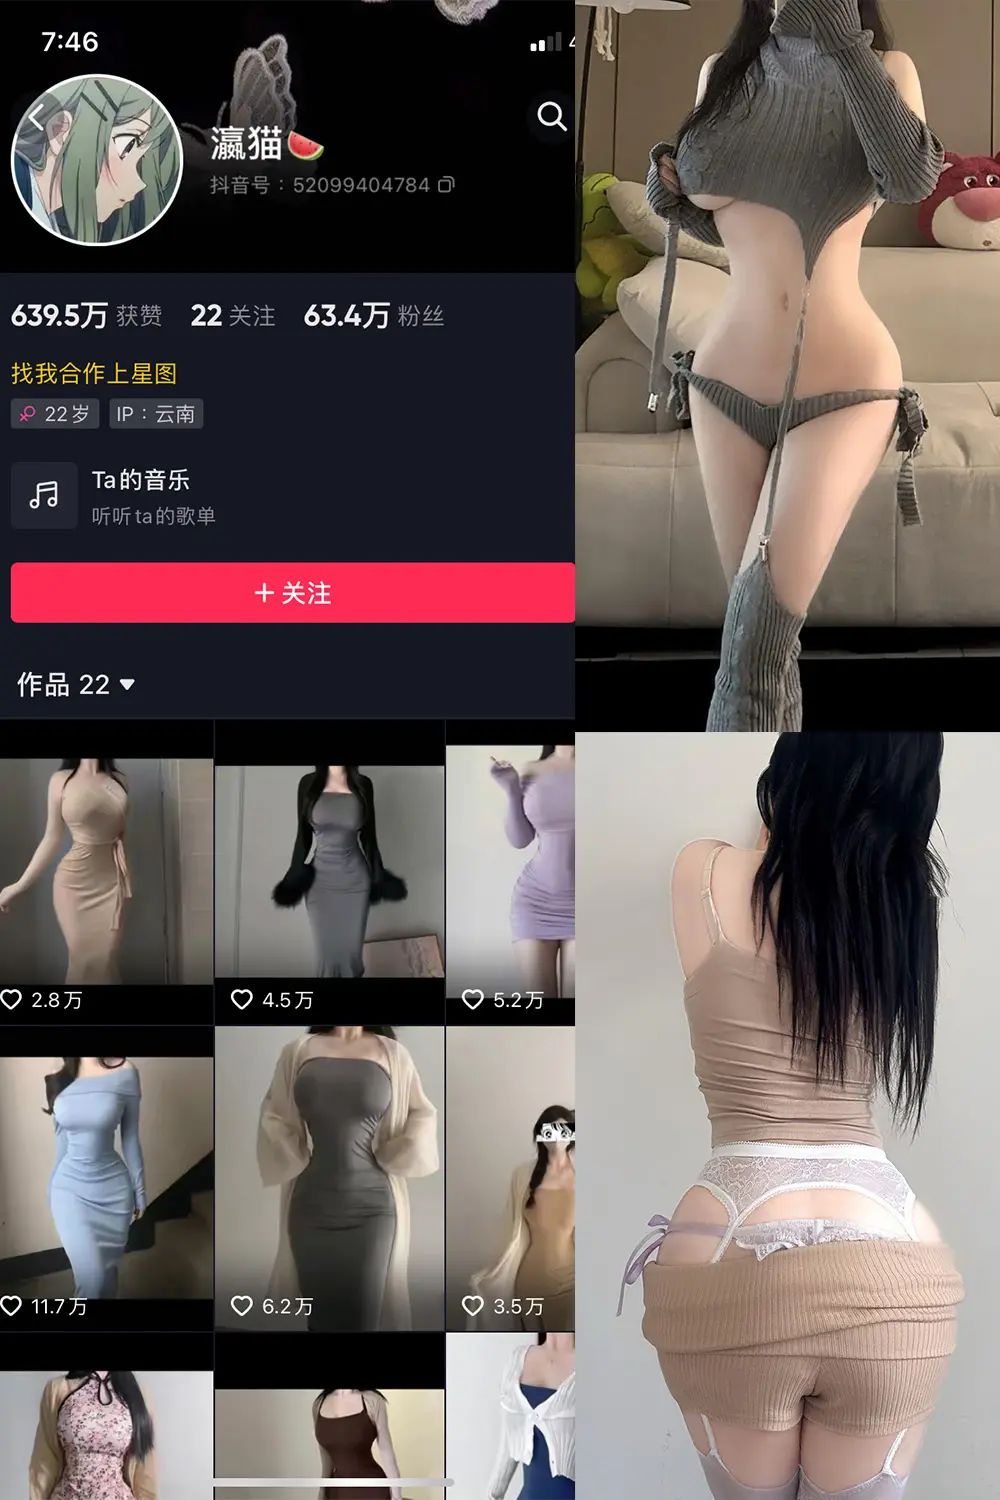 7:46
瀛猫🍉
抖音号：52099404784
639.5万 获赞 22 关注 63.4万 粉丝
找我合作上星图
22岁 IP：云南
Ta的音乐
听听ta的歌单
+ 关注
作品 22
2.8万 4.5万 5.2万
11.7万 6.2万 3.5万